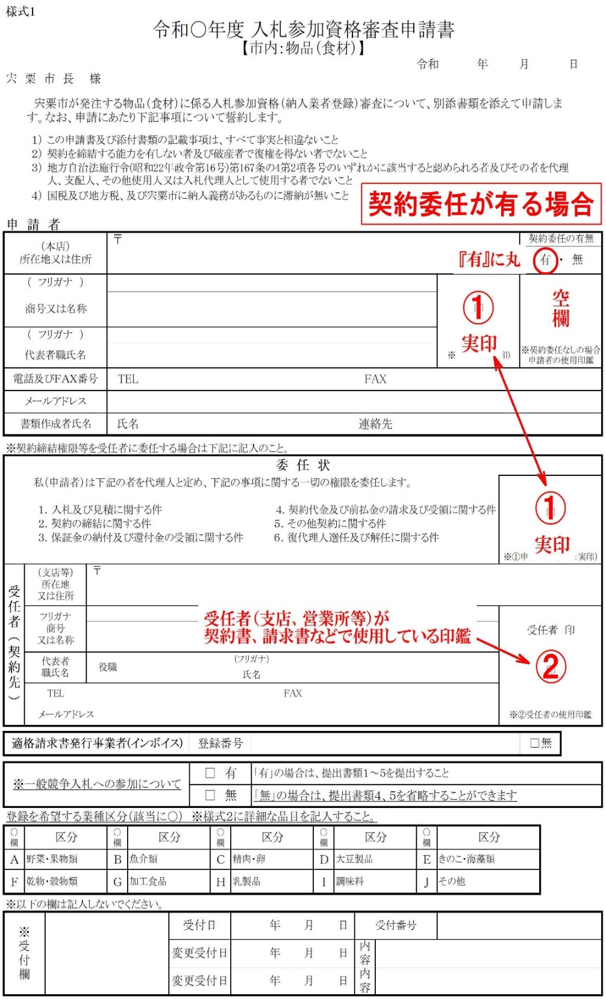 様式1
令和〇年度 入札参加資格審査申請書
【市内：物品（食材）】
令和　　年　　月　　日
宍 粟 市 長　様
宍粟市が発注する物品（食材）に係る入札参加資格（納入業者登録）審査について、別添書類を添えて申請しま
す。なお、申請にあたり下記事項について誓約します。
1）この申請書及び添付書類の記載事項は、すべて事実と相違ないこと
2）契約を締結する能力を有しない者及び破産者で復権を得ない者でないこと
3）地方自治法施行令（昭和22年政令第16号）第167条の4第2項各号のいずれかに該当すると認められる者及びその者を代理
人、支配人、その他使用人又は入札代理人として使用する者でないこと
4）国税及び地方税、及び宍粟市に納入義務があるものに滞納が無いこと
契約委任が有る場合
申 請 者
（本店）
所在地又は住所
〒
契約委任の有無
『有』に丸
有・無
（ フリガナ ）
商号又は名称
（ フリガナ ）
代表者職氏名
①
実印
※　　印）
空欄
※契約委任なしの場合
申請者の使用印鑑
電話及びFAX番号　TEL　FAX
メールアドレス
書類作成者氏名　氏名　連絡先
※契約締結権限等を受任者に委任する場合は下記に記入のこと。
委 任 状
私（申請者）は下記の者を代理人と定め、下記の事項に関する一切の権限を委任します。
1. 入札及び見積に関する件
2. 契約の締結に関する件
3. 保証金の納付及び還付金の受領に関する件
4. 契約代金及び前払金の請求及び受領に関する件
5. その他契約に関する件
6. 復代理人選任及び解任に関する件
①
実印
※①申　　：実印）
受任者（契約先）
（支店等）
所在地
又は住所
〒
フリガナ
商号
又は名称
受任者（支店、営業所等）が
契約書、請求書などで使用している印鑑
受任者 印
②
代表者
職氏名
役職
（フリガナ）
氏名
TEL　FAX
メールアドレス
※②受任者の使用印鑑
適格請求書発行事業者(インボイス)　登録番号　□無
※一般競争入札への参加について
□ 有　「有」の場合は、提出書類1～5を提出すること
□ 無　「無」の場合は、提出書類4、5を省略することができます
登録を希望する業種区分（該当に〇）　※様式2に詳細な品目を記入すること。
〇欄　区分　〇欄　区分　〇欄　区分　〇欄　区分　〇欄　区分
A　野菜・果物類　B　魚介類　C　精肉・卵　D　大豆製品　E　きのこ・海藻類
F　乾物・穀物類　G　加工食品　H　乳製品　I　調味料　J　その他
※以下の欄は記入しないでください。
※受付欄
受付日　年　月　日　受付番号
変更受付日　年　月　日　内容
変更受付日　年　月　日　内容